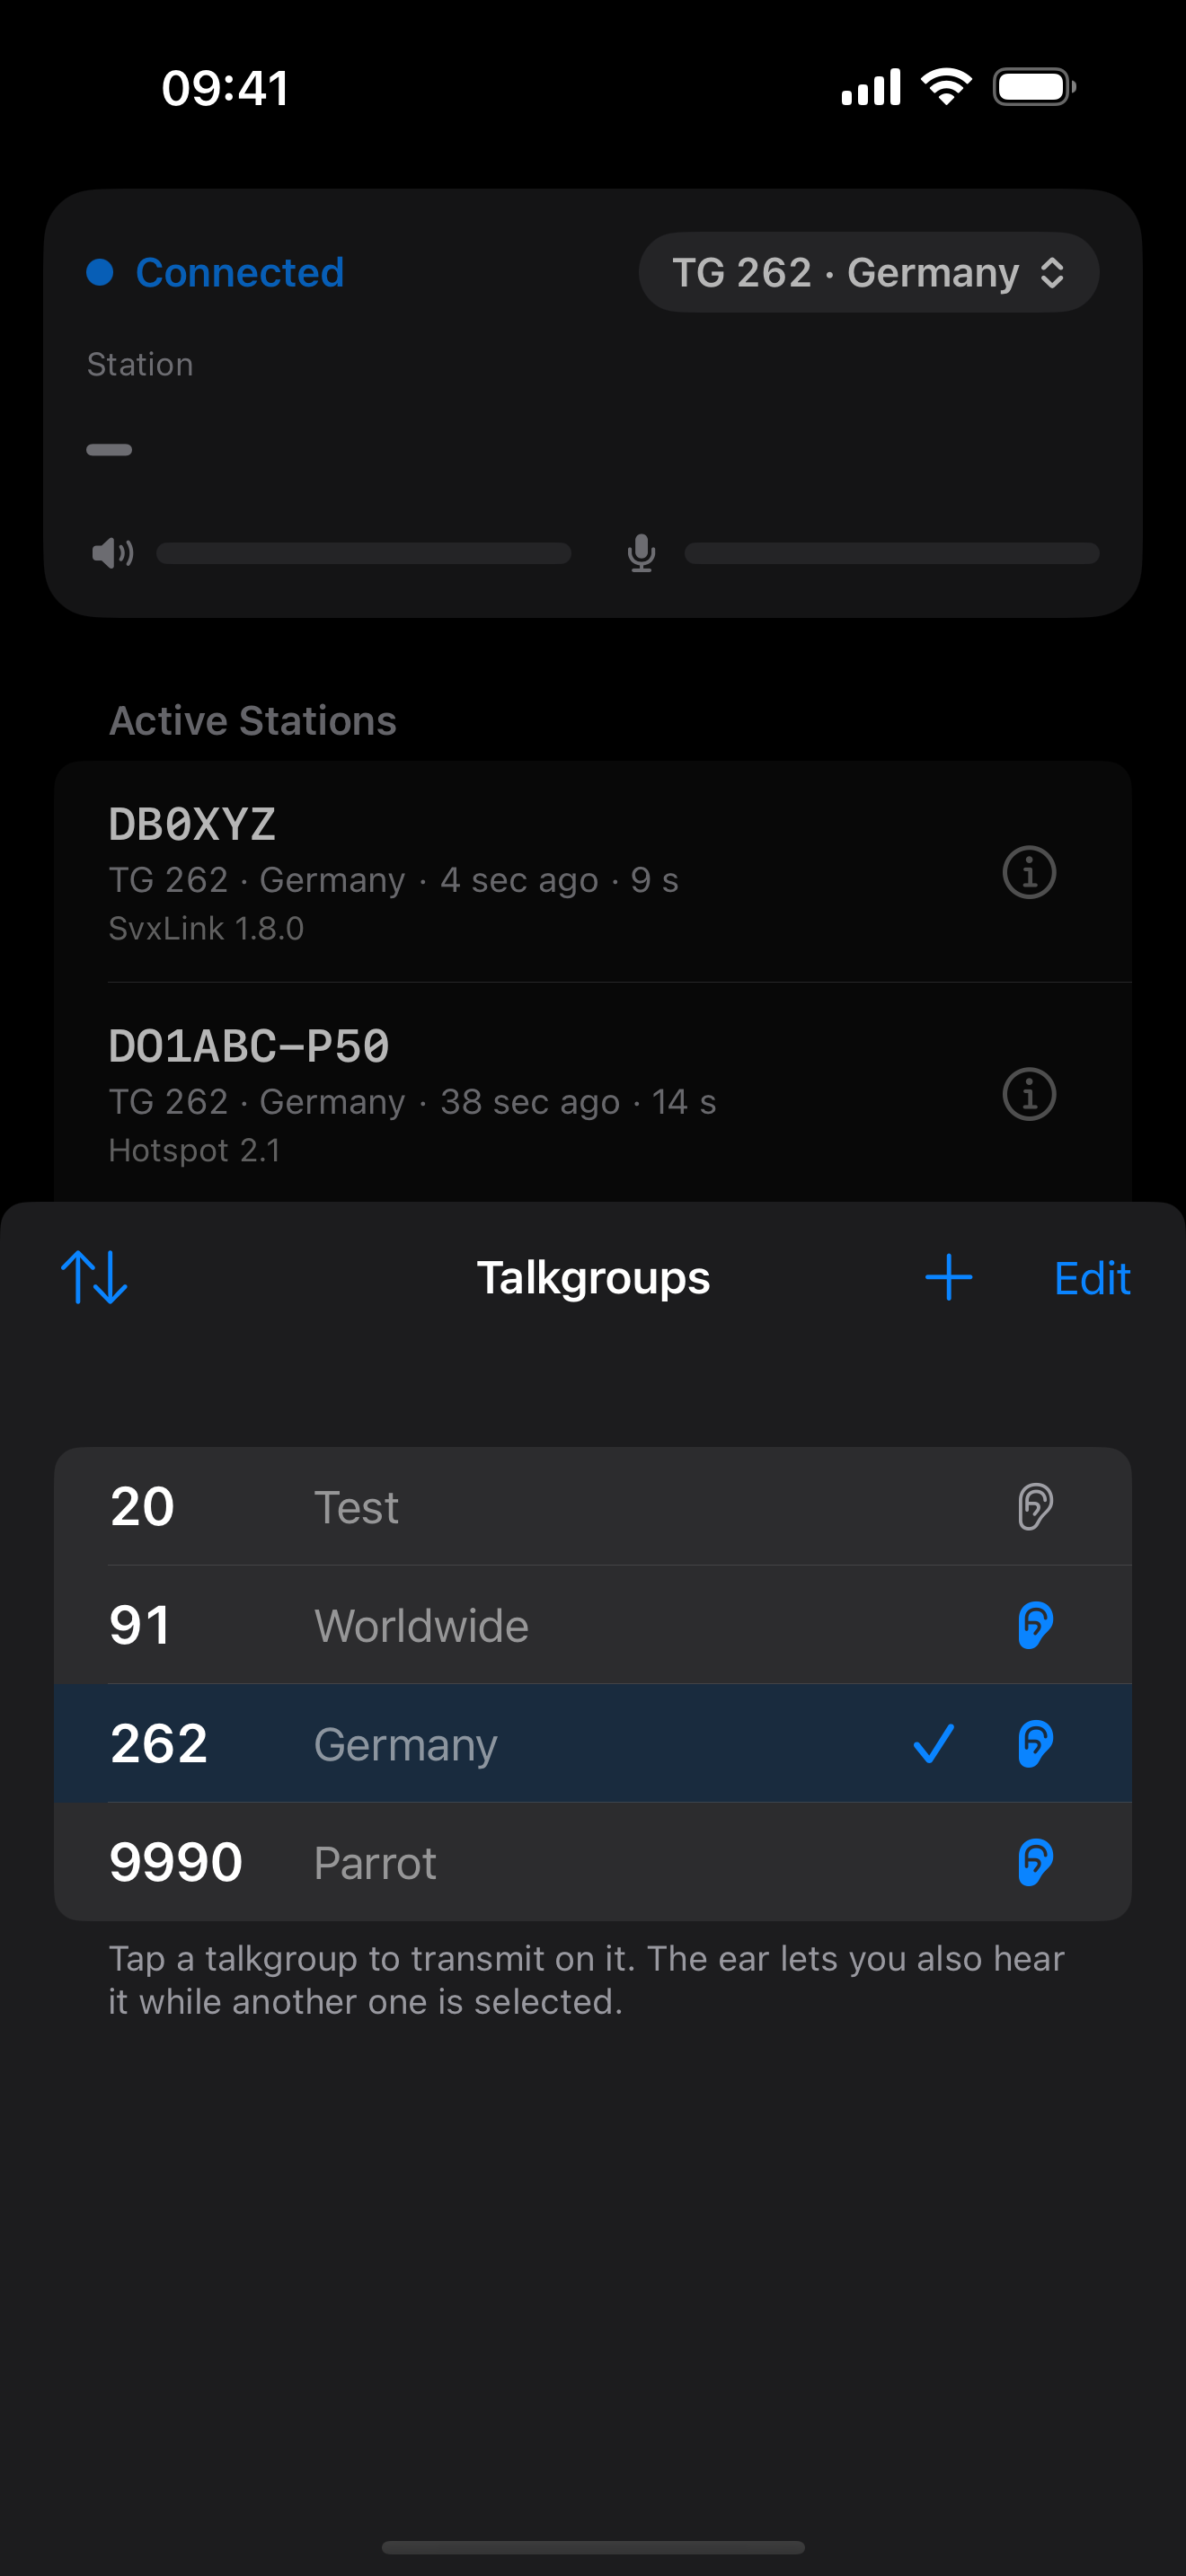 09:41
Connected
TG 262 · Germany
Station
–
Active Stations
DB0XYZ
TG 262 · Germany · 4 sec ago · 9 s
SvxLink 1.8.0
DO1ABC–P50
TG 262 · Germany · 38 sec ago · 14 s
Hotspot 2.1
Talkgroups
Edit
20 Test
91 Worldwide
262 Germany
9990 Parrot
Tap a talkgroup to transmit on it. The ear lets you also hear
it while another one is selected.